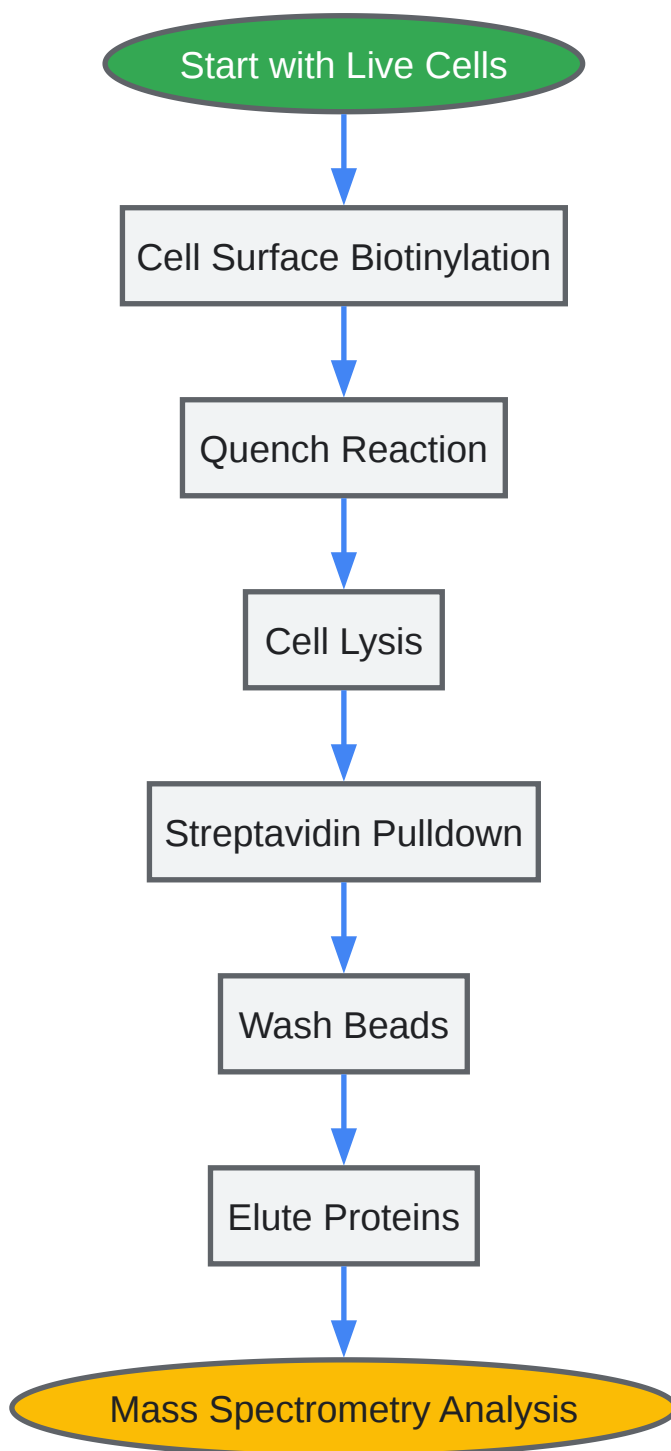 Start with Live Cells
Cell Surface Biotinylation
Quench Reaction
Cell Lysis
Streptavidin Pulldown
Wash Beads
Elute Proteins
Mass Spectrometry Analysis